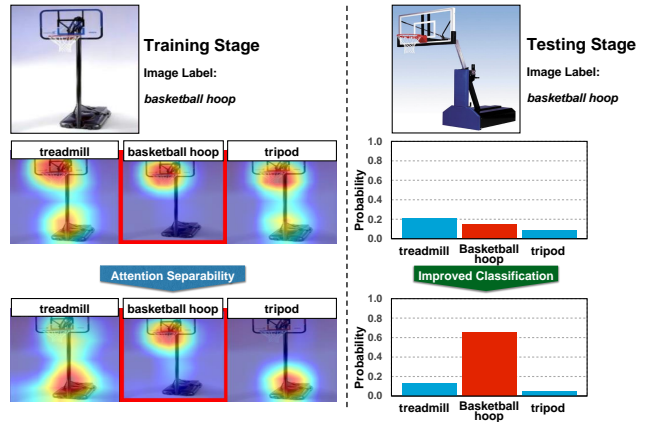 Training Stage
Image Label:
basketball hoop
treadmill basketball hoop tripod
Attention Separability
treadmill basketball hoop tripod
Testing Stage
Image Label:
basketball hoop
Probability
1.0
0.8
0.6
0.4
0.2
0.0
treadmill Basketball hoop tripod
Improved Classification
Probability
1.0
0.8
0.6
0.4
0.2
0.0
treadmill Basketball hoop tripod